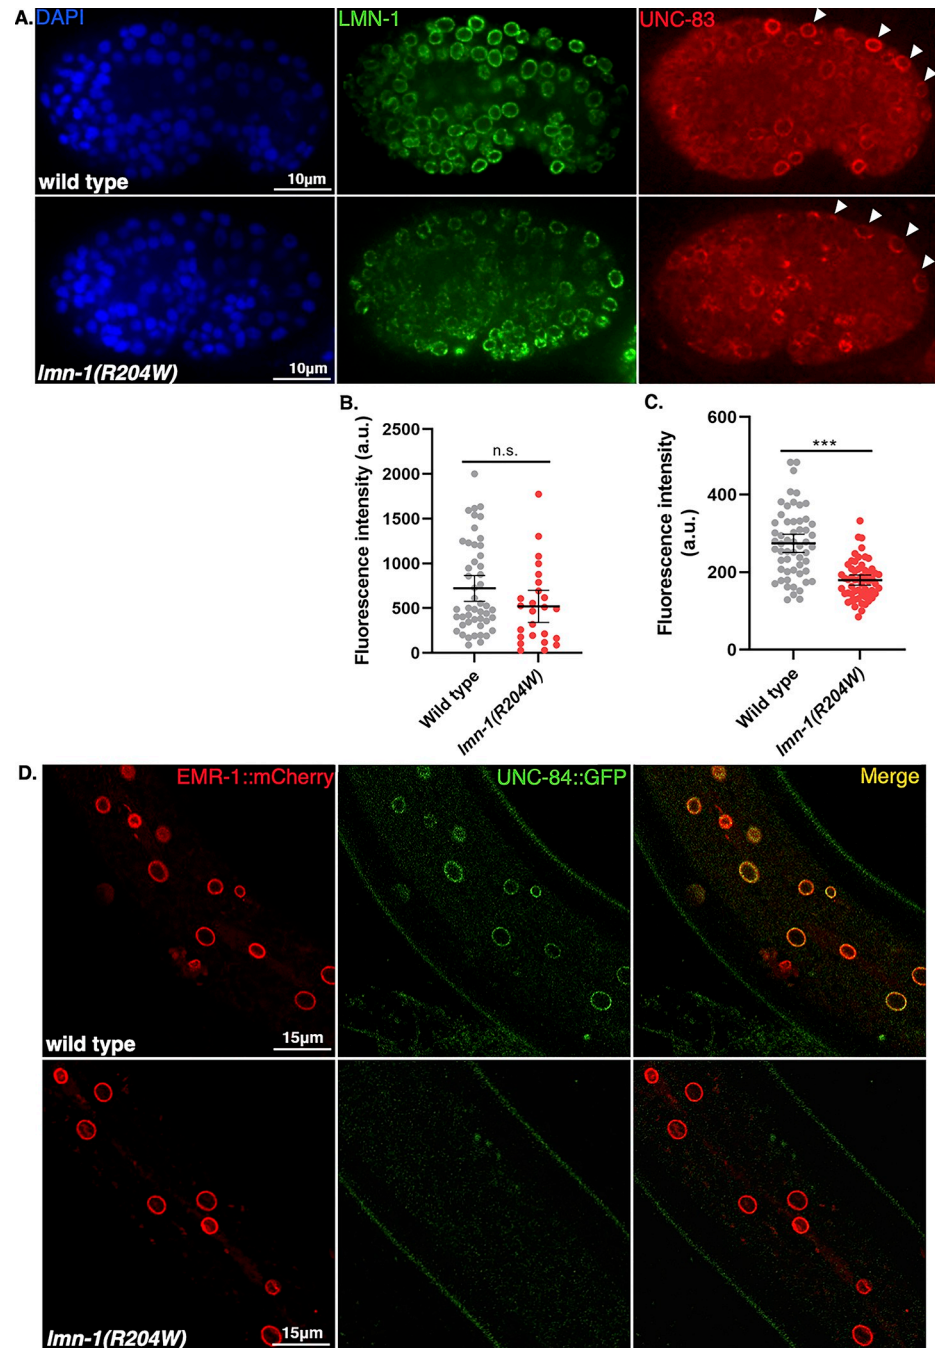 A.
DAPI
LMN-1
UNC-83
wild type
10µm
lmn-1(R204W)
10µm
B.
Fluorescence intensity (a.u.)
2500
2000
1500
1000
500
0
n.s.
Wild type
lmn-1(R204W)
C.
Fluorescence intensity
(a.u.)
600
400
200
0
***
Wild type
lmn-1(R204W)
D.
EMR-1::mCherry
UNC-84::GFP
Merge
wild type
15µm
lmn-1(R204W)
15µm